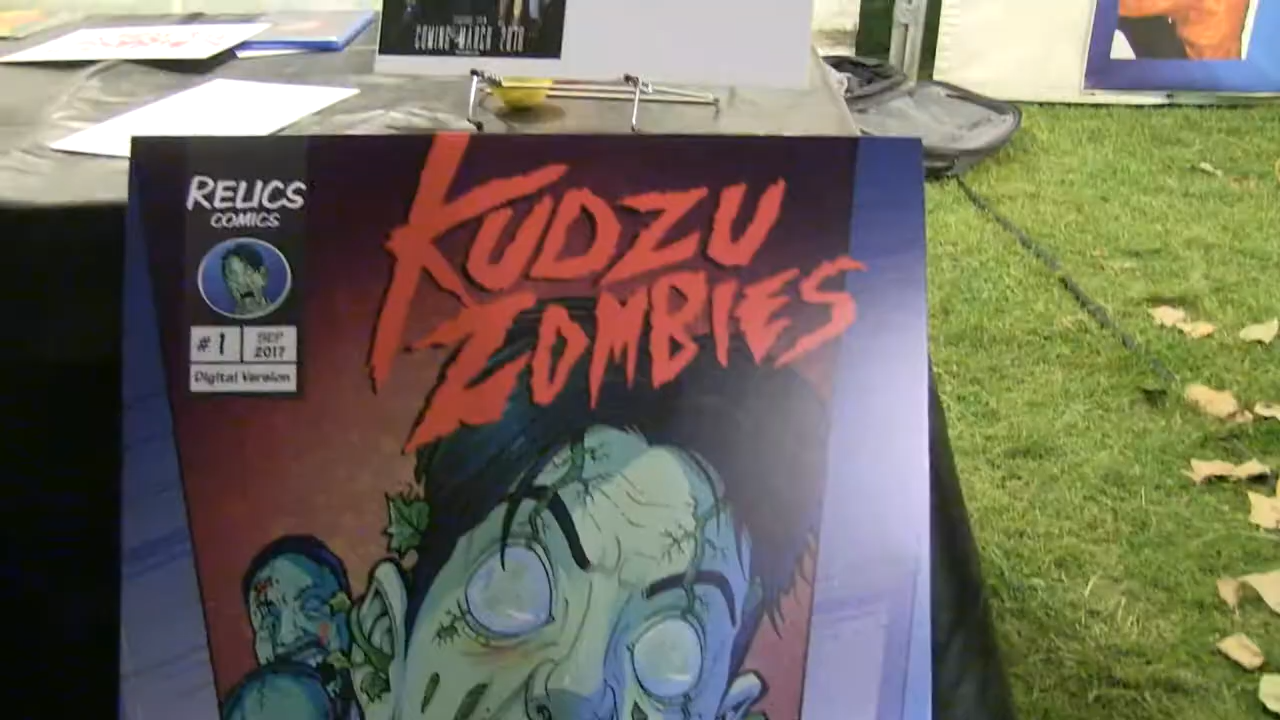 COMING MARCH 2018
RELICS
COMICS
KUDZU
ZOMBIES
#1
SEP
2017
Digital Version